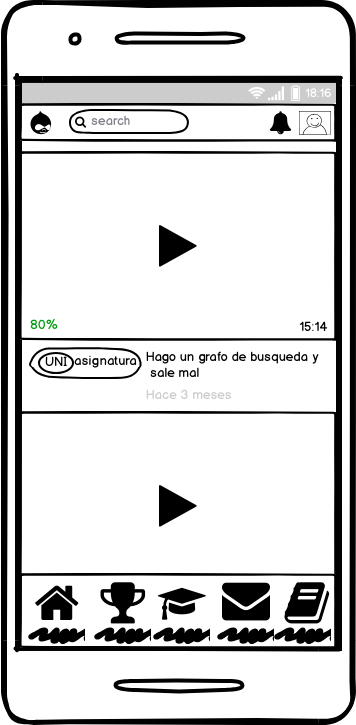 18:16
search
80%
15:14
UNI asignatura
Hago un grafo de busqueda y
sale mal
Hace 3 meses